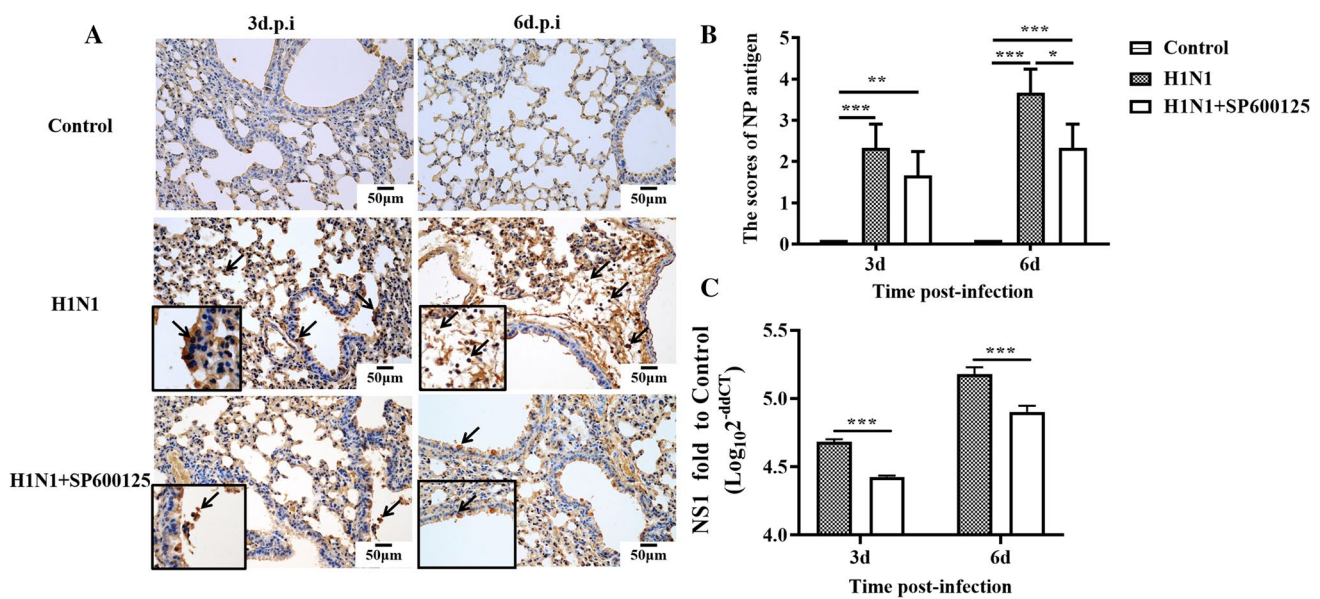 A
3d.p.i
6d.p.i
Control
50μm
50μm
H1N1
50μm
50μm
H1N1+SP600125
50μm
50μm
B
The scores of NP antigen
5
4
3
2
1
0
***
**
***
***
*
3d
6d
Time post-infection
Control
H1N1
H1N1+SP600125
C
NS1 fold to Control
(Log₁₀2^-ddCT)
5.5
5.0
4.5
4.0
***
***
3d
6d
Time post-infection